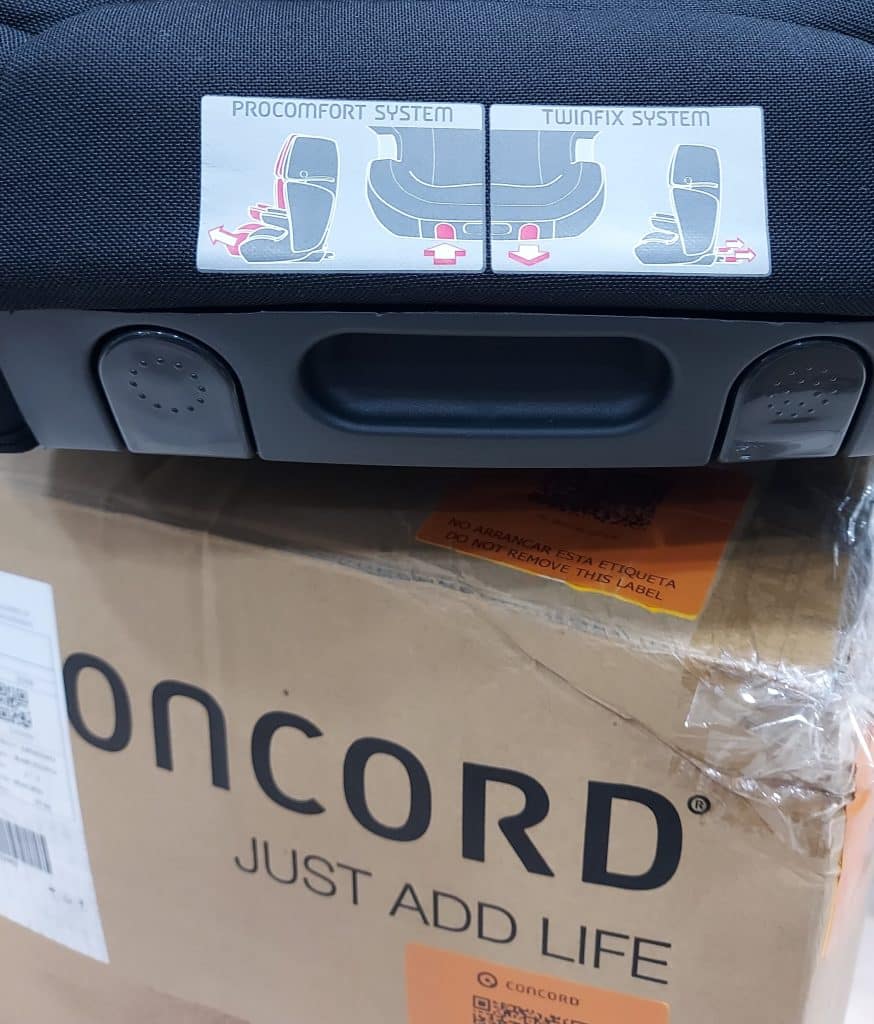 PROCOMFORT SYSTEM
TWINFIX SYSTEM
NO ARRANCAR ESTA ETIQUETA
DO NOT REMOVE THIS LABEL
ONCORD®
JUST ADD LIFE
CONCORD